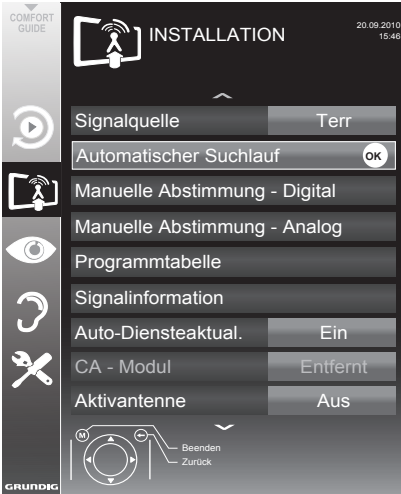 COMFORT
GUIDE
INSTALLATION
20.09.2010
15:46
Signalquelle Terr
Automatischer Suchlauf OK
Manuelle Abstimmung - Digital
Manuelle Abstimmung - Analog
Programmtabelle
Signalinformation
Auto-Diensteaktual. Ein
CA - Modul Entfernt
Aktivantenne Aus
M
Beenden
Zurück
GRUNDIG